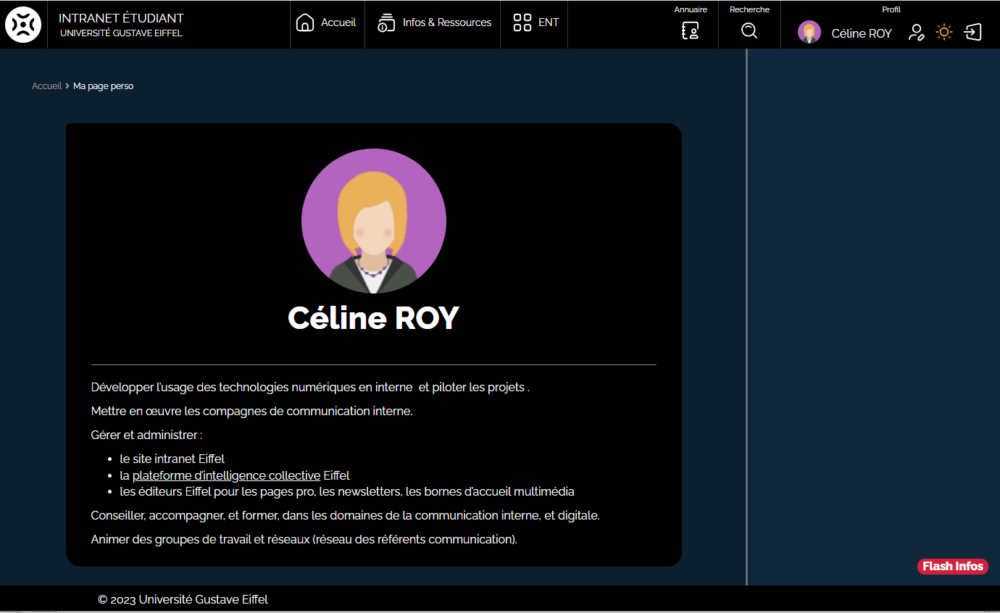 INTRANET ÉTUDIANT
UNIVERSITÉ GUSTAVE EIFFEL
Accueil
Infos & Ressources
ENT
Annuaire
Recherche
Profil
Céline ROY
Accueil > Ma page perso
Céline ROY
Développer l'usage des technologies numériques en interne  et piloter les projets .
Mettre en œuvre les compagnes de communication interne.
Gérer et administrer :
• le site intranet Eiffel
• la plateforme d'intelligence collective Eiffel
• les éditeurs Eiffel pour les pages pro, les newsletters, les bornes d'accueil multimédia
Conseiller, accompagner, et former, dans les domaines de la communication interne, et digitale.
Animer des groupes de travail et réseaux (réseau des référents communication).
Flash Infos
© 2023 Université Gustave Eiffel